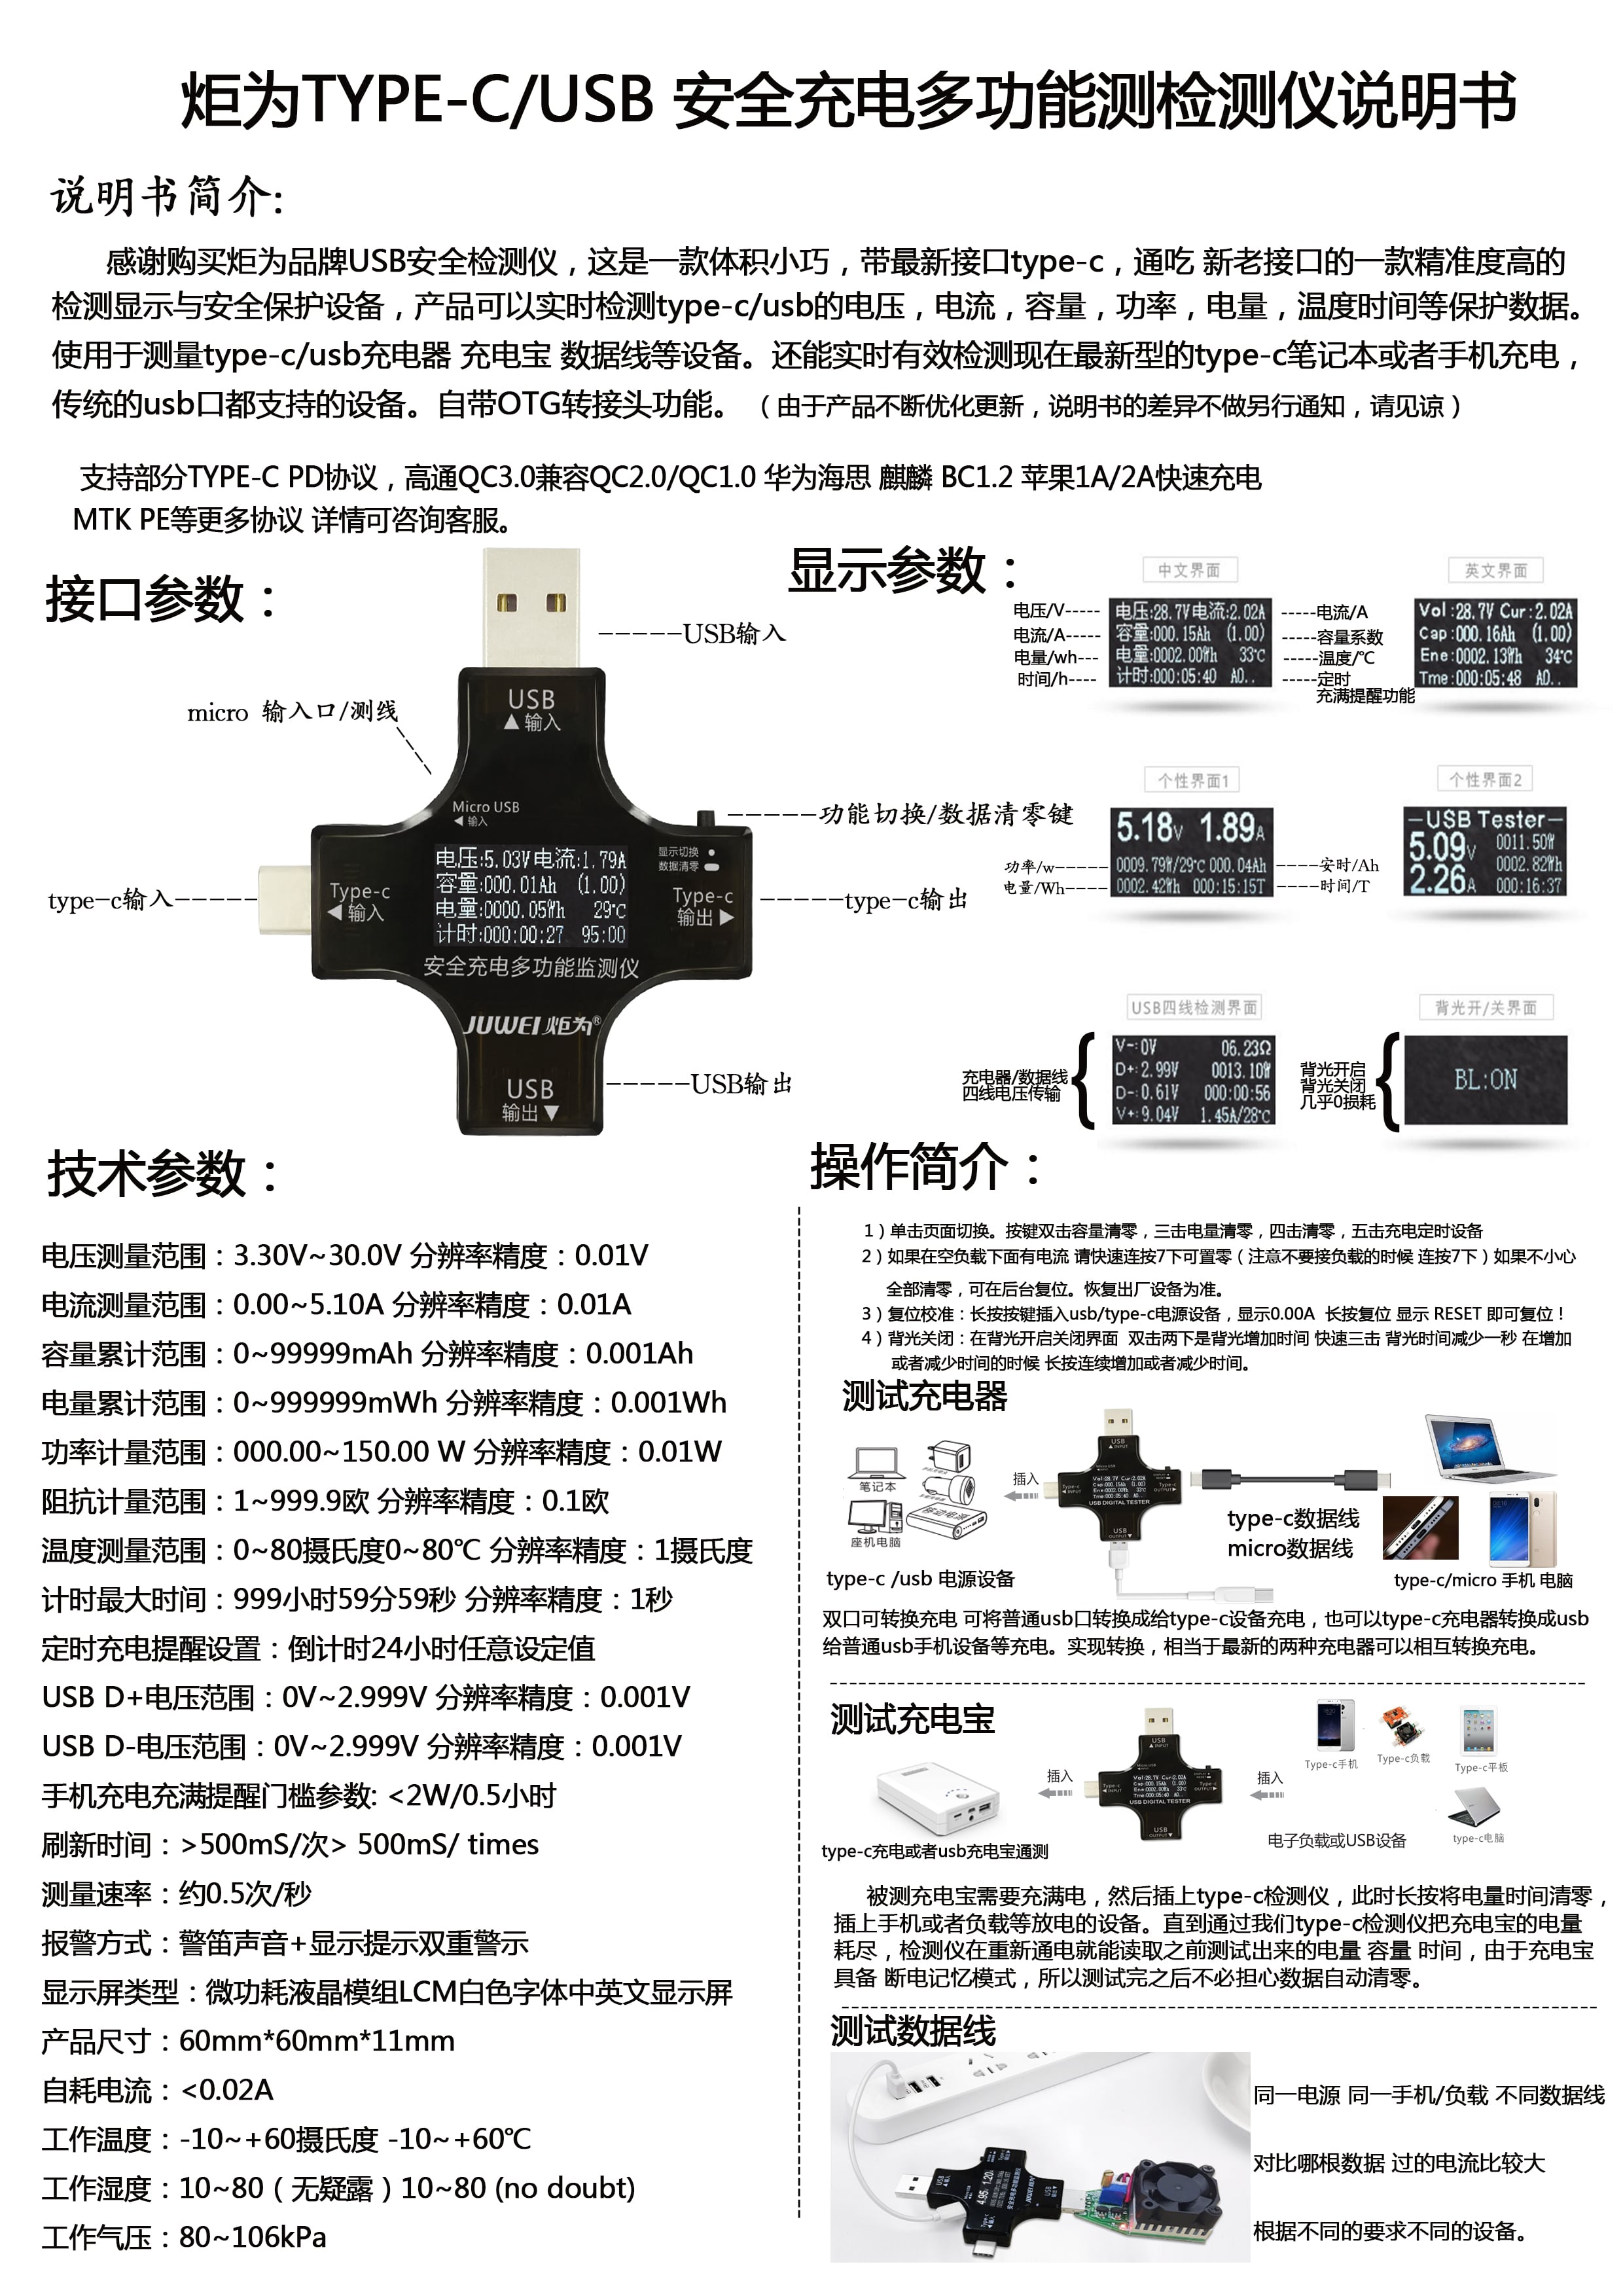 炬为TYPE-C/USB 安全充电多功能测检测仪说明书
说明书简介:
感谢购买炬为品牌USB安全检测仪，这是一款体积小巧，带最新接口type-c，通吃 新老接口的一款精准度高的
检测显示与安全保护设备，产品可以实时检测type-c/usb的电压，电流，容量，功率，电量，温度时间等保护数据。
使用于测量type-c/usb充电器 充电宝 数据线等设备。还能实时有效检测现在最新型的type-c笔记本或者手机充电，
传统的usb口都支持的设备。自带OTG转接头功能。（由于产品不断优化更新，说明书的差异不做另行通知，请见谅）
支持部分TYPE-C PD协议，高通QC3.0兼容QC2.0/QC1.0 华为海思 麒麟 BC1.2 苹果1A/2A快速充电
MTK PE等更多协议 详情可咨询客服。
接口参数：
-----USB输入
micro 输入口/测线
USB
▲输入
Micro USB
◀输入
-----功能切换/数据清零键
显示切换
数据清零
电压:5.03V电流:1.79A
容量:000.01Ah (1.00)
电量:0000.05Wh 29℃
计时:000:00:27 95:00
type-c输入-----
Type-c
◀输入
Type-c
输出▶
-----type-c输出
安全充电多功能监测仪
JUWEI炬为®
USB
输出▼
-----USB输出
显示参数：
中文界面
电压/V-----
电流/A-----
电量/wh---
时间/h----
电压:28.7V电流:2.02A
容量:000.15Ah (1.00)
电量:0002.00Wh 33℃
计时:000:05:40 A0..
-----电流/A
-----容量系数
-----温度/℃
-----定时
充满提醒功能
英文界面
Vol:28.7V Cur:2.02A
Cap:000.16Ah (1.00)
Ene:0002.13Wh 34℃
Tme:000:05:48 A0..
个性界面1
5.18V 1.89A
0009.79W/29℃ 000.04Ah
0002.42Wh 000:15:15T
功率/w-----
电量/Wh----
----安时/Ah
----时间/T
个性界面2
—USB Tester—
5.09V
2.26A
0011.50W
0002.82Wh
000:16:37
USB四线检测界面
充电器/数据线
四线电压传输
V-:0V 06.23Ω
D+:2.99V 0013.10W
D-:0.61V 000:00:56
V+:9.04V 1.45A/28℃
背光开/关界面
背光开启
背光关闭
几乎0损耗
BL:ON
技术参数：
电压测量范围：3.30V~30.0V 分辨率精度：0.01V
电流测量范围：0.00~5.10A 分辨率精度：0.01A
容量累计范围：0~99999mAh 分辨率精度：0.001Ah
电量累计范围：0~999999mWh 分辨率精度：0.001Wh
功率计量范围：000.00~150.00 W 分辨率精度：0.01W
阻抗计量范围：1~999.9欧 分辨率精度：0.1欧
温度测量范围：0~80摄氏度0~80℃ 分辨率精度：1摄氏度
计时最大时间：999小时59分59秒 分辨率精度：1秒
定时充电提醒设置：倒计时24小时任意设定值
USB D+电压范围：0V~2.999V 分辨率精度：0.001V
USB D-电压范围：0V~2.999V 分辨率精度：0.001V
手机充电充满提醒门槛参数: <2W/0.5小时
刷新时间：>500mS/次> 500mS/ times
测量速率：约0.5次/秒
报警方式：警笛声音+显示提示双重警示
显示屏类型：微功耗液晶模组LCM白色字体中英文显示屏
产品尺寸：60mm*60mm*11mm
自耗电流：<0.02A
工作温度：-10~+60摄氏度 -10~+60℃
工作湿度：10~80（无疑露）10~80 (no doubt)
工作气压：80~106kPa
操作简介：
1）单击页面切换。按键双击容量清零，三击电量清零，四击清零，五击充电定时设备
2）如果在空负载下面有电流 请快速连按7下可置零（注意不要接负载的时候 连按7下）如果不小心
全部清零，可在后台复位。恢复出厂设备为准。
3）复位校准：长按按键插入usb/type-c电源设备，显示0.00A 长按复位 显示 RESET 即可复位！
4）背光关闭：在背光开启关闭界面 双击两下是背光增加时间 快速三击 背光时间减少一秒 在增加
或者减少时间的时候 长按连续增加或者减少时间。
测试充电器
笔记本
座机电脑
移动电源
插入
USB
▲INPUT
Type-c
◀INPUT
Vol:28.7V Cur:2.02A
Cap:000.15Ah (1.00)
Ene:0002.00Wh 33℃
Tme:000:05:40 A0..
Type-c
OUTPUT▶
USB DIGITAL TESTER
USB
OUTPUT▼
type-c数据线
micro数据线
type-c /usb 电源设备
type-c/micro 手机 电脑
双口可转换充电 可将普通usb口转换成给type-c设备充电，也可以type-c充电器转换成usb
给普通usb手机设备等充电。实现转换，相当于最新的两种充电器可以相互转换充电。
测试充电宝
插入
USB
▲INPUT
Type-c
◀INPUT
Vol:28.7V Cur:2.02A
Cap:000.15Ah (1.00)
Ene:0002.00Wh 33℃
Tme:000:05:40 A0..
Type-c
OUTPUT▶
USB DIGITAL TESTER
USB
OUTPUT▼
插入
Type-c手机
Type-c负载
Type-c平板
type-c电脑
电子负载或USB设备
type-c充电或者usb充电宝通测
被测充电宝需要充满电，然后插上type-c检测仪，此时长按将电量时间清零，
插上手机或者负载等放电的设备。直到通过我们type-c检测仪把充电宝的电量
耗尽，检测仪在重新通电就能读取之前测试出来的电量 容量 时间，由于充电宝
具备 断电记忆模式，所以测试完之后不必担心数据自动清零。
测试数据线
同一电源 同一手机/负载 不同数据线
对比哪根数据 过的电流比较大
根据不同的要求不同的设备。